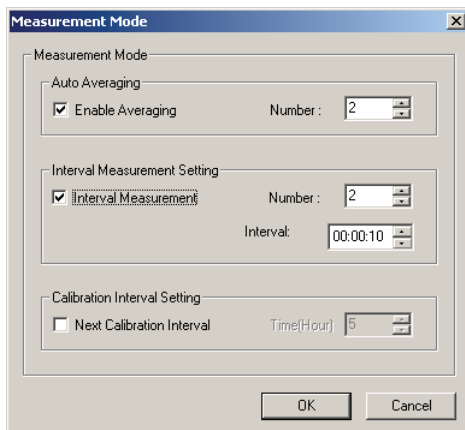 Measurement Mode
Measurement Mode
Auto Averaging
Enable Averaging Number : 2
Interval Measurement Setting
Interval Measurement Number : 2
Interval: 00:00:10
Calibration Interval Setting
Next Calibration Interval Time(Hour) 5
OK Cancel